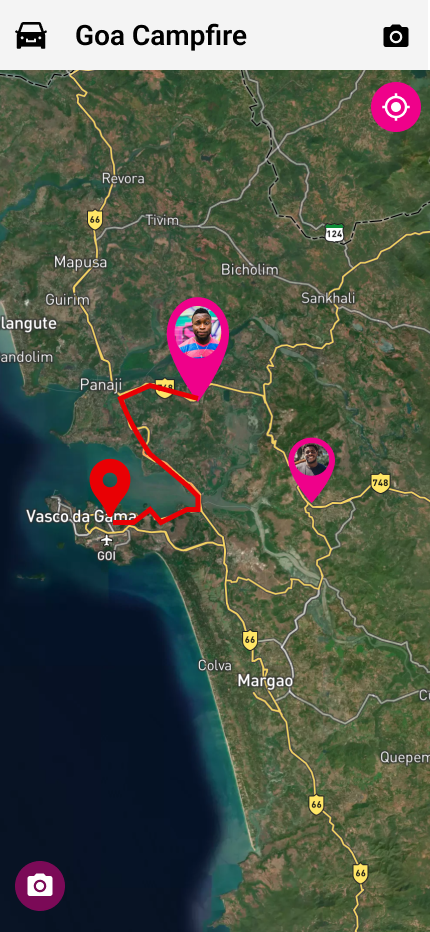 Goa Campfire
Revora
66
Tivim
124
Mapusa
Bicholim
Guirim
Sankhali
langute
andolim
Panaji
748
Vasco da Gama
GOI
66
Colva
Margao
Quepem
66
66